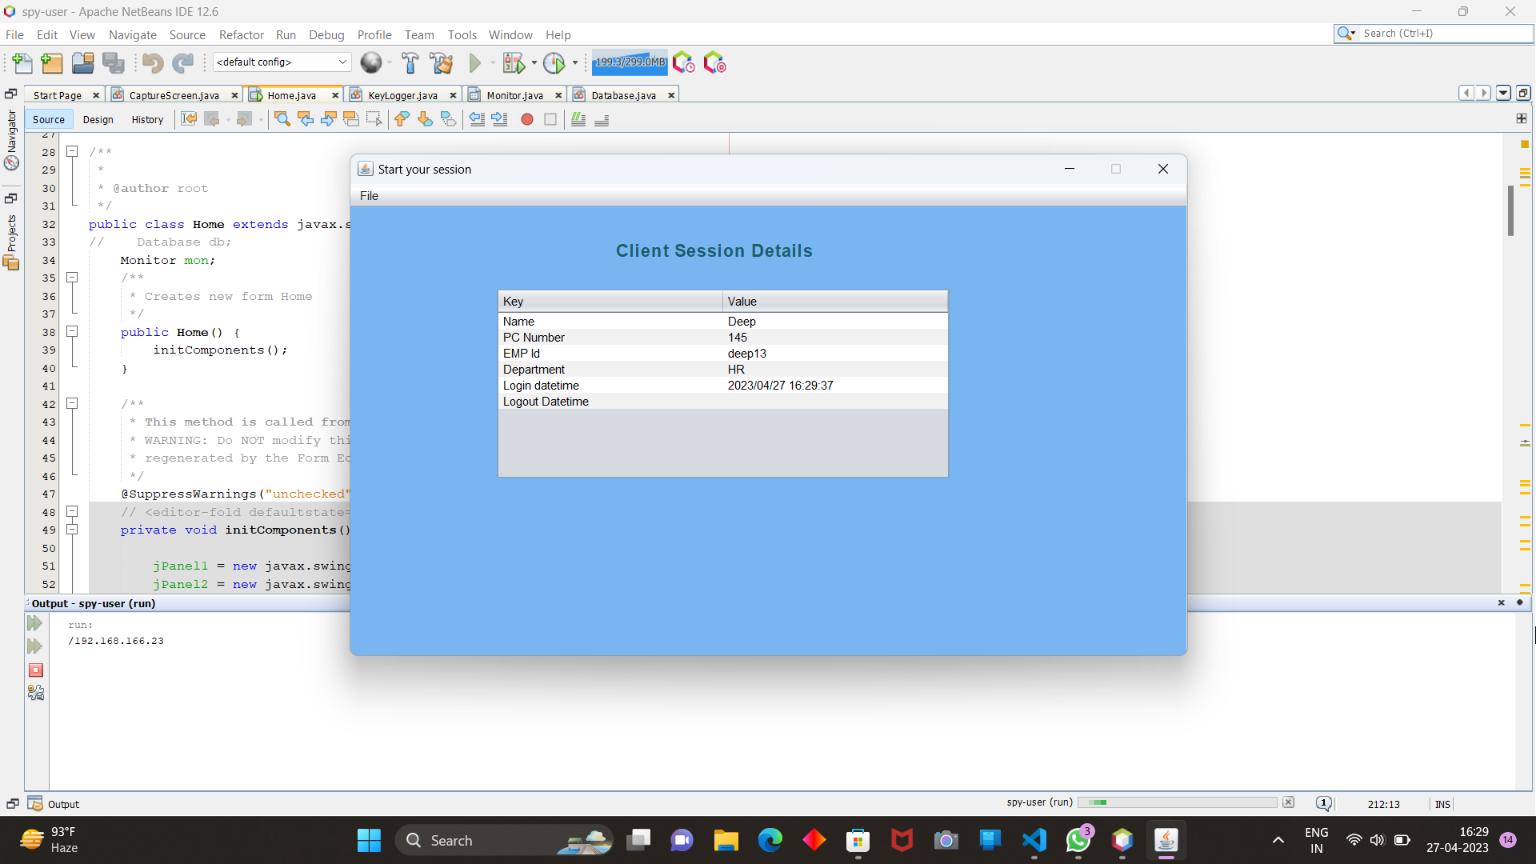 spy-user - Apache NetBeans IDE 12.6
File Edit View Navigate Source Refactor Run Debug Profile Team Tools Window Help
Search (Ctrl+I)
<default config>
199.3/299.0MB
Start Page CaptureScreen.java Home.java KeyLogger.java Monitor.java Database.java
Source Design History
Navigator
Projects
27
28 /**
29 *
30 * @author root
31 */
32 public class Home extends javax.s
33 // Database db;
34 Monitor mon;
35 /**
36 * Creates new form Home
37 */
38 public Home() {
39 initComponents();
40 }
41
42 /**
43 * This method is called from
44 * WARNING: Do NOT modify thi
45 * regenerated by the Form Ed
46 */
47 @SuppressWarnings("unchecked"
48 // <editor-fold defaultstate=
49 private void initComponents()
50
51 jPanel1 = new javax.swing
52 jPanel2 = new javax.swing
Start your session
File
Client Session Details
Key Value
Name Deep
PC Number 145
EMP Id deep13
Department HR
Login datetime 2023/04/27 16:29:37
Logout Datetime
Output - spy-user (run)
run:
/192.168.166.23
Output
spy-user (run)
1
212:13
INS
93°F
Haze
Search
3
ENG
IN
16:29
27-04-2023
14